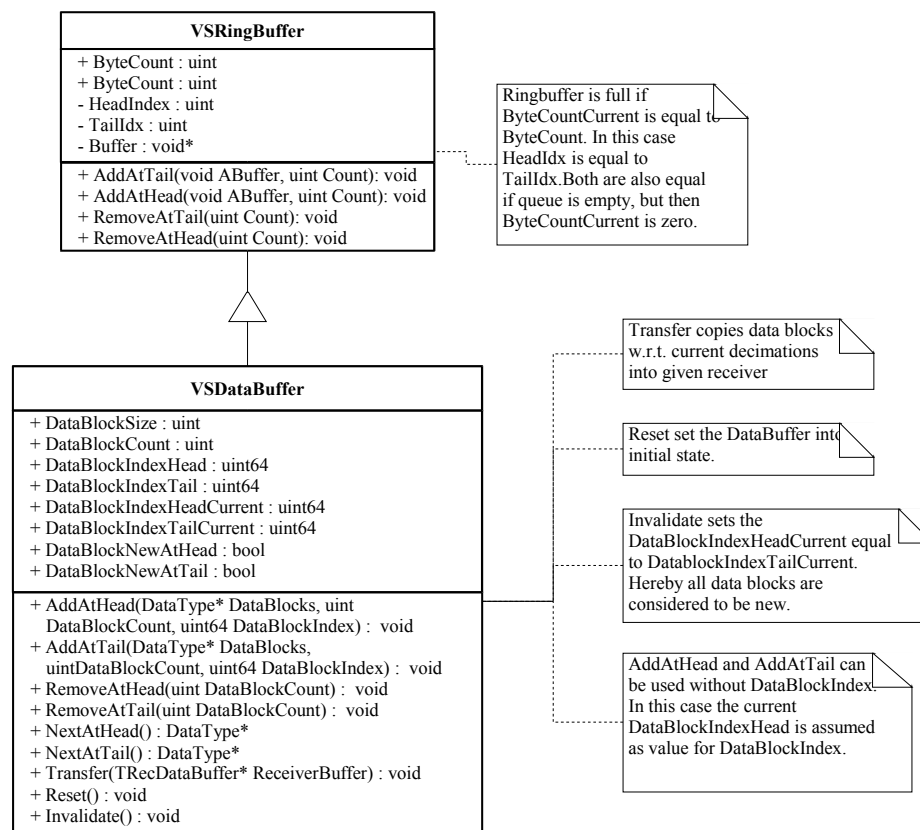 VSRingBuffer
+ ByteCount : uint
+ ByteCount : uint
- HeadIndex : uint
- TailIdx : uint
- Buffer : void*
+ AddAtTail(void ABuffer, uint Count): void
+ AddAtHead(void ABuffer, uint Count): void
+ RemoveAtTail(uint Count): void
+ RemoveAtHead(uint Count): void
Ringbuffer is full if
ByteCountCurrent is equal to
ByteCount. In this case
HeadIdx is equal to
TailIdx.Both are also equal
if queue is empty, but then
ByteCountCurrent is zero.
VSDataBuffer
+ DataBlockSize : uint
+ DataBlockCount : uint
+ DataBlockIndexHead : uint64
+ DataBlockIndexTail : uint64
+ DataBlockIndexHeadCurrent : uint64
+ DataBlockIndexTailCurrent : uint64
+ DataBlockNewAtHead : bool
+ DataBlockNewAtTail : bool
+ AddAtHead(DataType* DataBlocks, uint
DataBlockCount, uint64 DataBlockIndex) : void
+ AddAtTail(DataType* DataBlocks,
uintDataBlockCount, uint64 DataBlockIndex) : void
+ RemoveAtHead(uint DataBlockCount) : void
+ RemoveAtTail(uint DataBlockCount) : void
+ NextAtHead() : DataType*
+ NextAtTail() : DataType*
+ Transfer(TRecDataBuffer* ReceiverBuffer) : void
+ Reset() : void
+ Invalidate() : void
Transfer copies data blocks
w.r.t. current decimations
into given receiver
Reset set the DataBuffer into
initial state.
Invalidate sets the
DataBlockIndexHeadCurrent equal
to DatablockIndexTailCurrent.
Hereby all data blocks are
considered to be new.
AddAtHead and AddAtTail can
be used without DataBlockIndex.
In this case the current
DataBlockIndexHead is assumed
as value for DataBlockIndex.